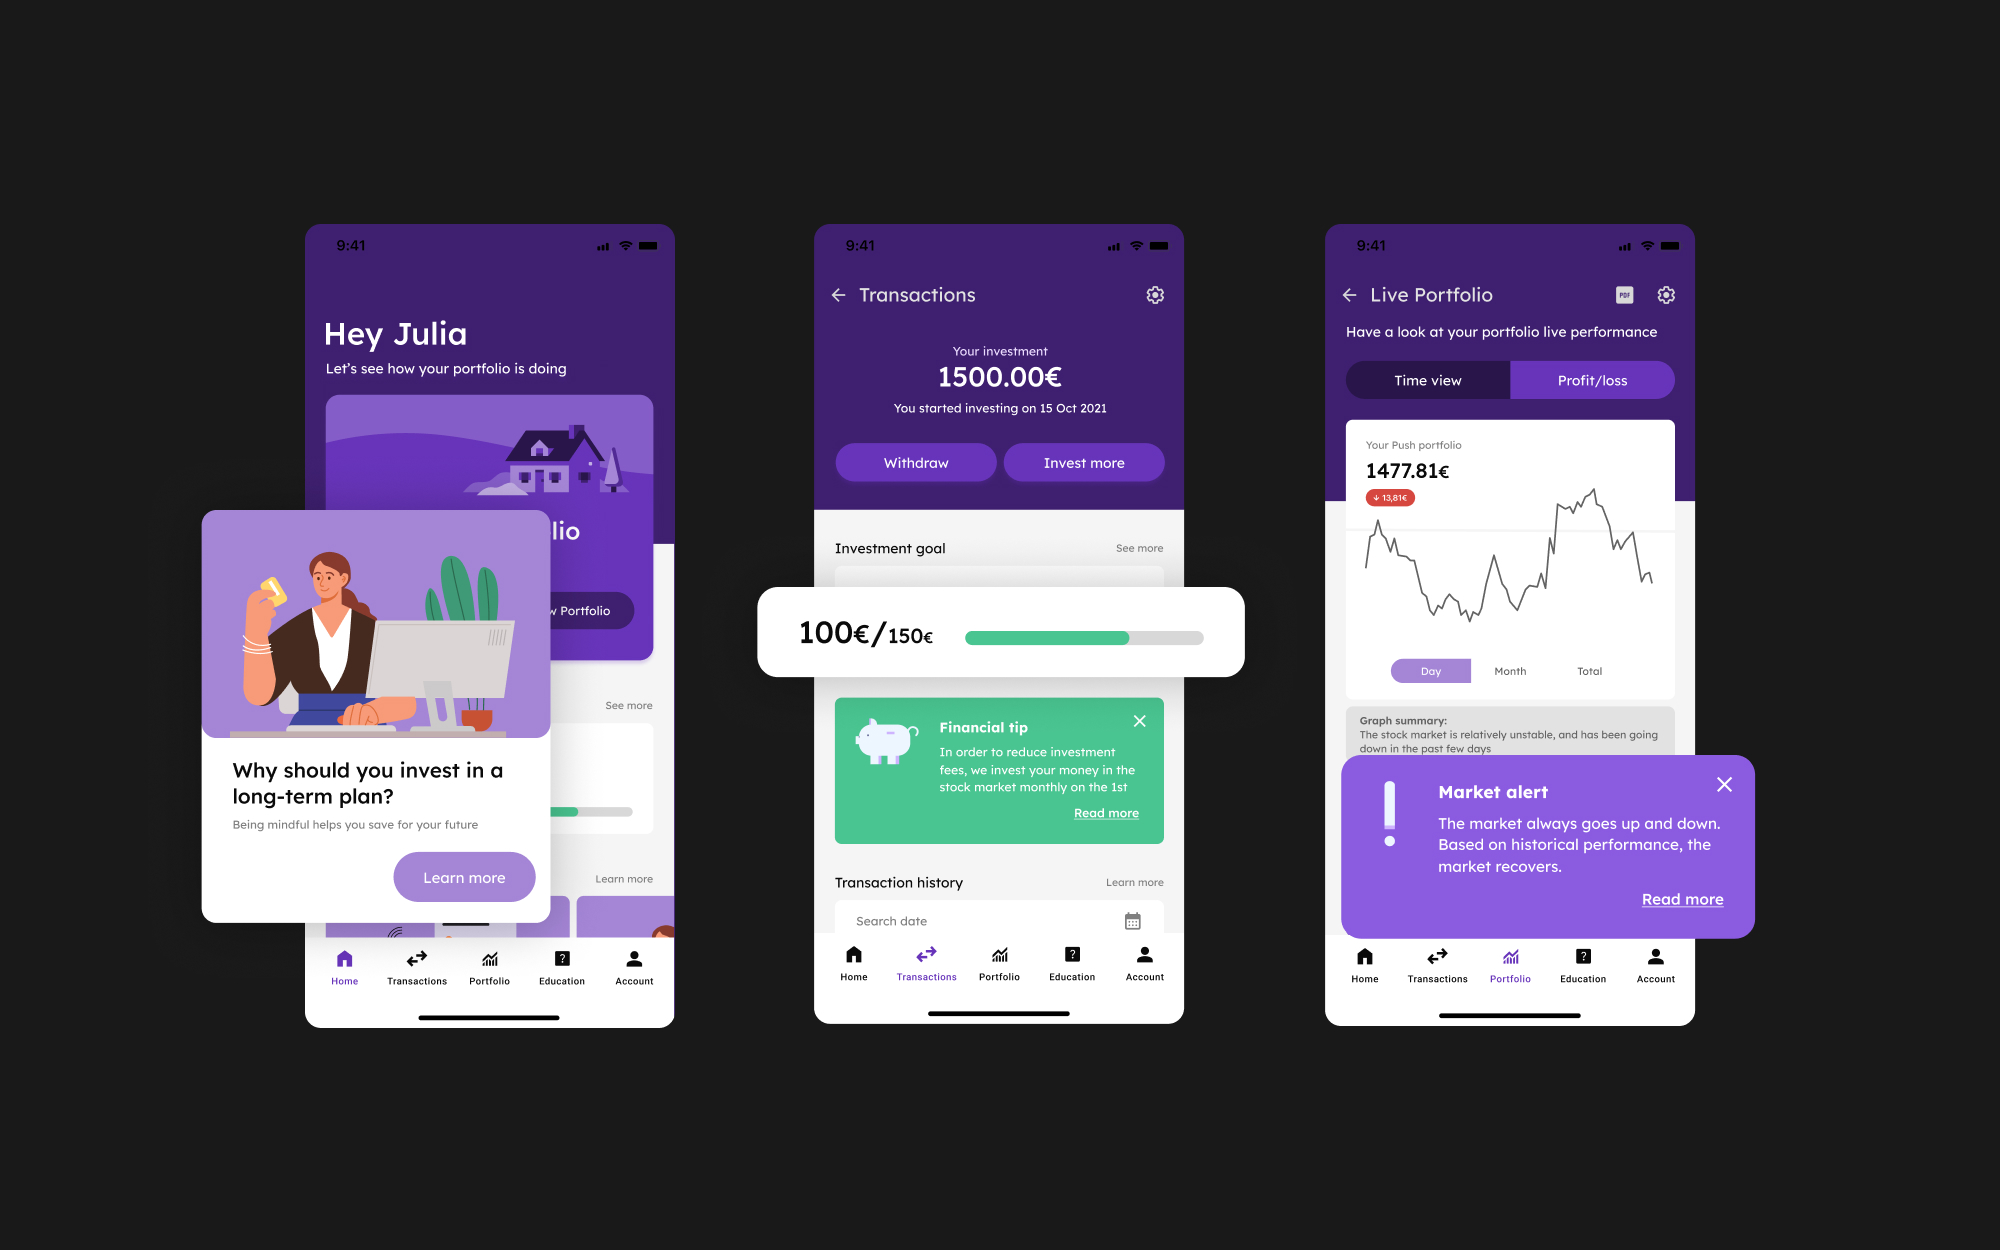 9:41
Hey Julia
Let's see how your portfolio is doing
lio
Portfolio
Why should you invest in a
long-term plan?
Being mindful helps you save for your future
Learn more
See more
Learn more
Home
Transactions
Portfolio
Education
Account
9:41
Transactions
Your investment
1500.00€
You started investing on 15 Oct 2021
Withdraw
Invest more
Investment goal
See more
100€/150€
Financial tip
In order to reduce investment
fees, we invest your money in the
stock market monthly on the 1st
Read more
Transaction history
Learn more
Search date
Home
Transactions
Portfolio
Education
Account
9:41
Live Portfolio
PDF
Have a look at your portfolio live performance
Time view
Profit/loss
Your Push portfolio
1477.81€
↓ 13,81€
Day
Month
Total
Graph summary:
The stock market is relatively unstable, and has been going
down in the past few days
Market alert
The market always goes up and down.
Based on historical performance, the
market recovers.
Read more
Home
Transactions
Portfolio
Education
Account